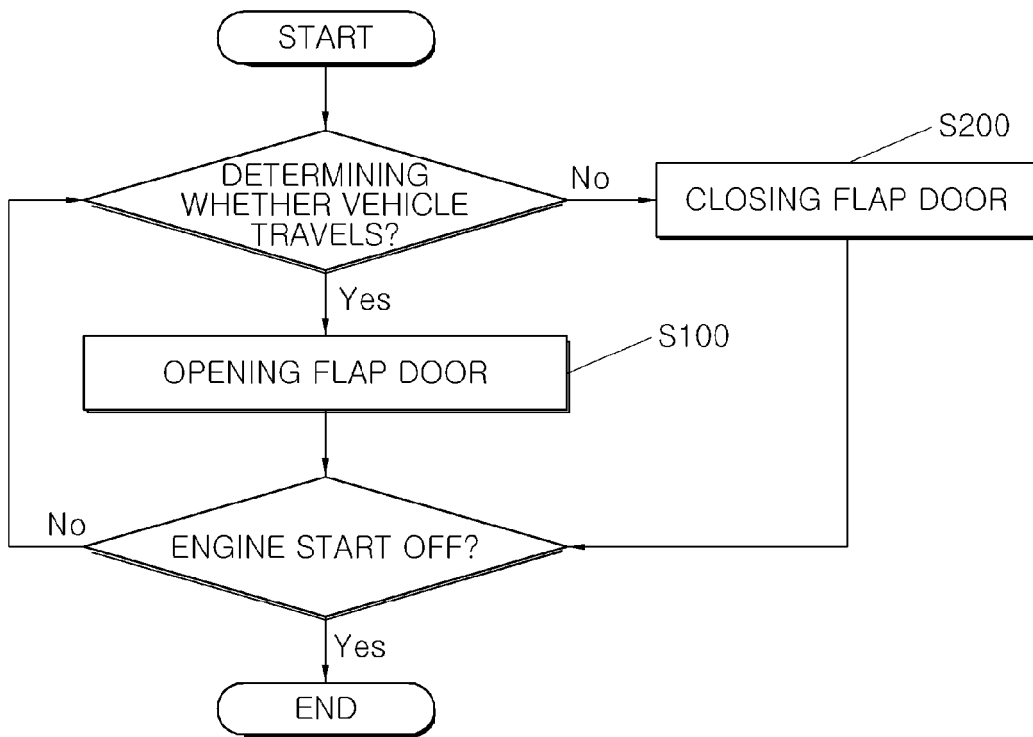 START
DETERMINING
WHETHER VEHICLE
TRAVELS?
No
S200
CLOSING FLAP DOOR
Yes
S100
OPENING FLAP DOOR
No
ENGINE START OFF?
Yes
END